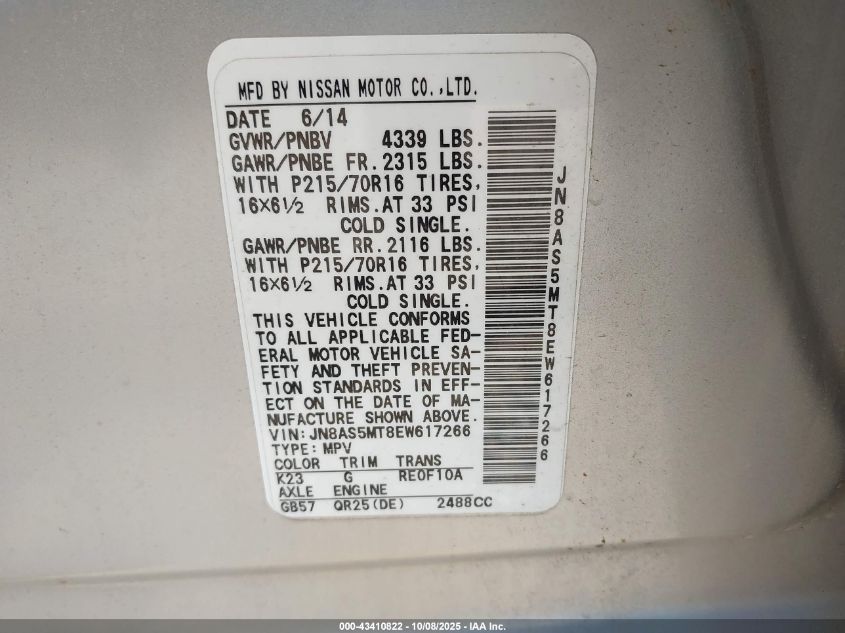 MFD BY NISSAN MOTOR CO.,LTD.
DATE 6/14
GVWR/PNBV 4339 LBS.
GAWR/PNBE FR. 2315 LBS.
WITH P215/70R16 TIRES,
16X6½ RIMS.AT 33 PSI
COLD SINGLE.
GAWR/PNBE RR. 2116 LBS.
WITH P215/70R16 TIRES,
16X6½ RIMS.AT 33 PSI
COLD SINGLE.
THIS VEHICLE CONFORMS
TO ALL APPLICABLE FED-
ERAL MOTOR VEHICLE SA-
FETY AND THEFT PREVEN-
TION STANDARDS IN EFF-
ECT ON THE DATE OF MA-
NUFACTURE SHOWN ABOVE.
VIN: JN8AS5MT8EW617266
TYPE: MPV
COLOR TRIM TRANS
K23 G RE0F10A
AXLE ENGINE
GB57 QR25(DE) 2488CC
JN8AS5MT8EW617266
000-43410822 - 10/08/2025 - IAA Inc.